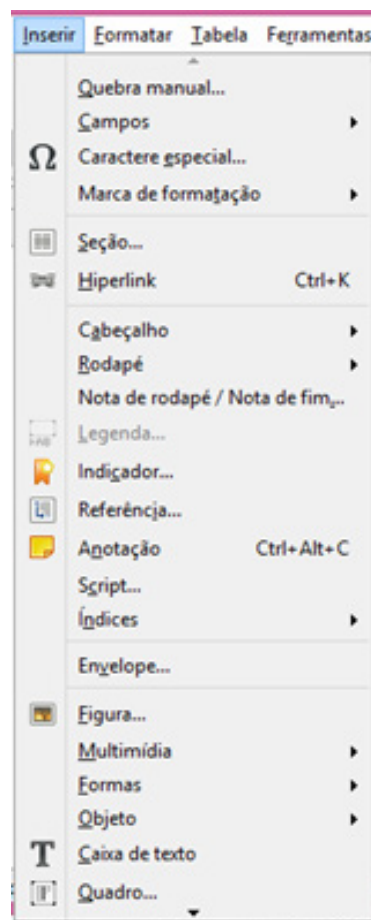 Inserir Formatar Tabela Ferramentas
Quebra manual...
Campos
Caractere especial...
Marca de formatação
Seção...
Hiperlink Ctrl+K
Cabeçalho
Rodapé
Nota de rodapé / Nota de fim...
Legenda...
Indicador...
Referência...
Anotação Ctrl+Alt+C
Script...
Índices
Envelope...
Figura...
Multimídia
Formas
Objeto
Caixa de texto
Quadro...